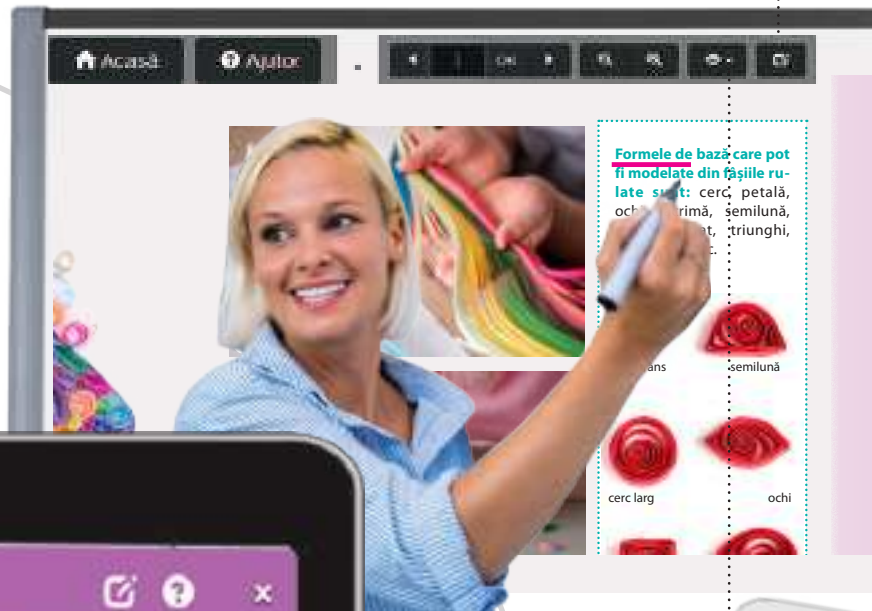 Acasă Ajutor
Formele de bază care pot
fi modelate din fâșiile ru-
late sunt: cerc, petală,
semilună,
triunghi,
semilună
cerc larg ochi